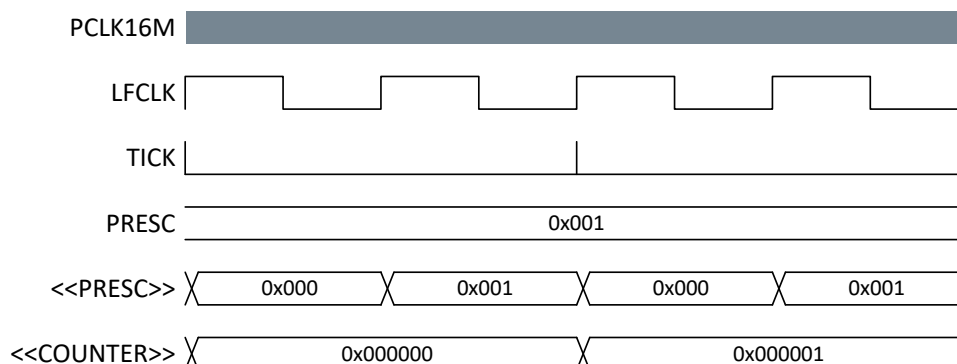 PCLK16M
LFCLK
TICK
PRESC 0x001
<<PRESC>> 0x000 0x001 0x000 0x001
<<COUNTER>> 0x000000 0x000001